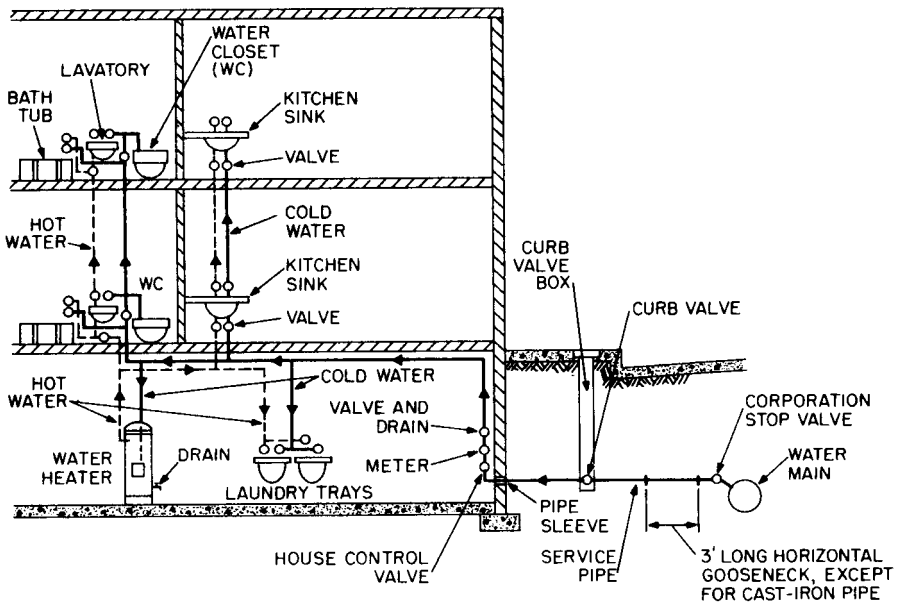 WATER
CLOSET
(WC)
LAVATORY
BATH
TUB
KITCHEN
SINK
VALVE
HOT
WATER
COLD
WATER
WC
KITCHEN
SINK
VALVE
CURB
VALVE
BOX
CURB VALVE
HOT
WATER
COLD WATER
VALVE AND
DRAIN
CORPORATION
STOP VALVE
WATER
HEATER
DRAIN
METER
WATER
MAIN
LAUNDRY TRAYS
PIPE
SLEEVE
HOUSE CONTROL
VALVE
SERVICE
PIPE
3' LONG HORIZONTAL
GOOSENECK, EXCEPT
FOR CAST-IRON PIPE